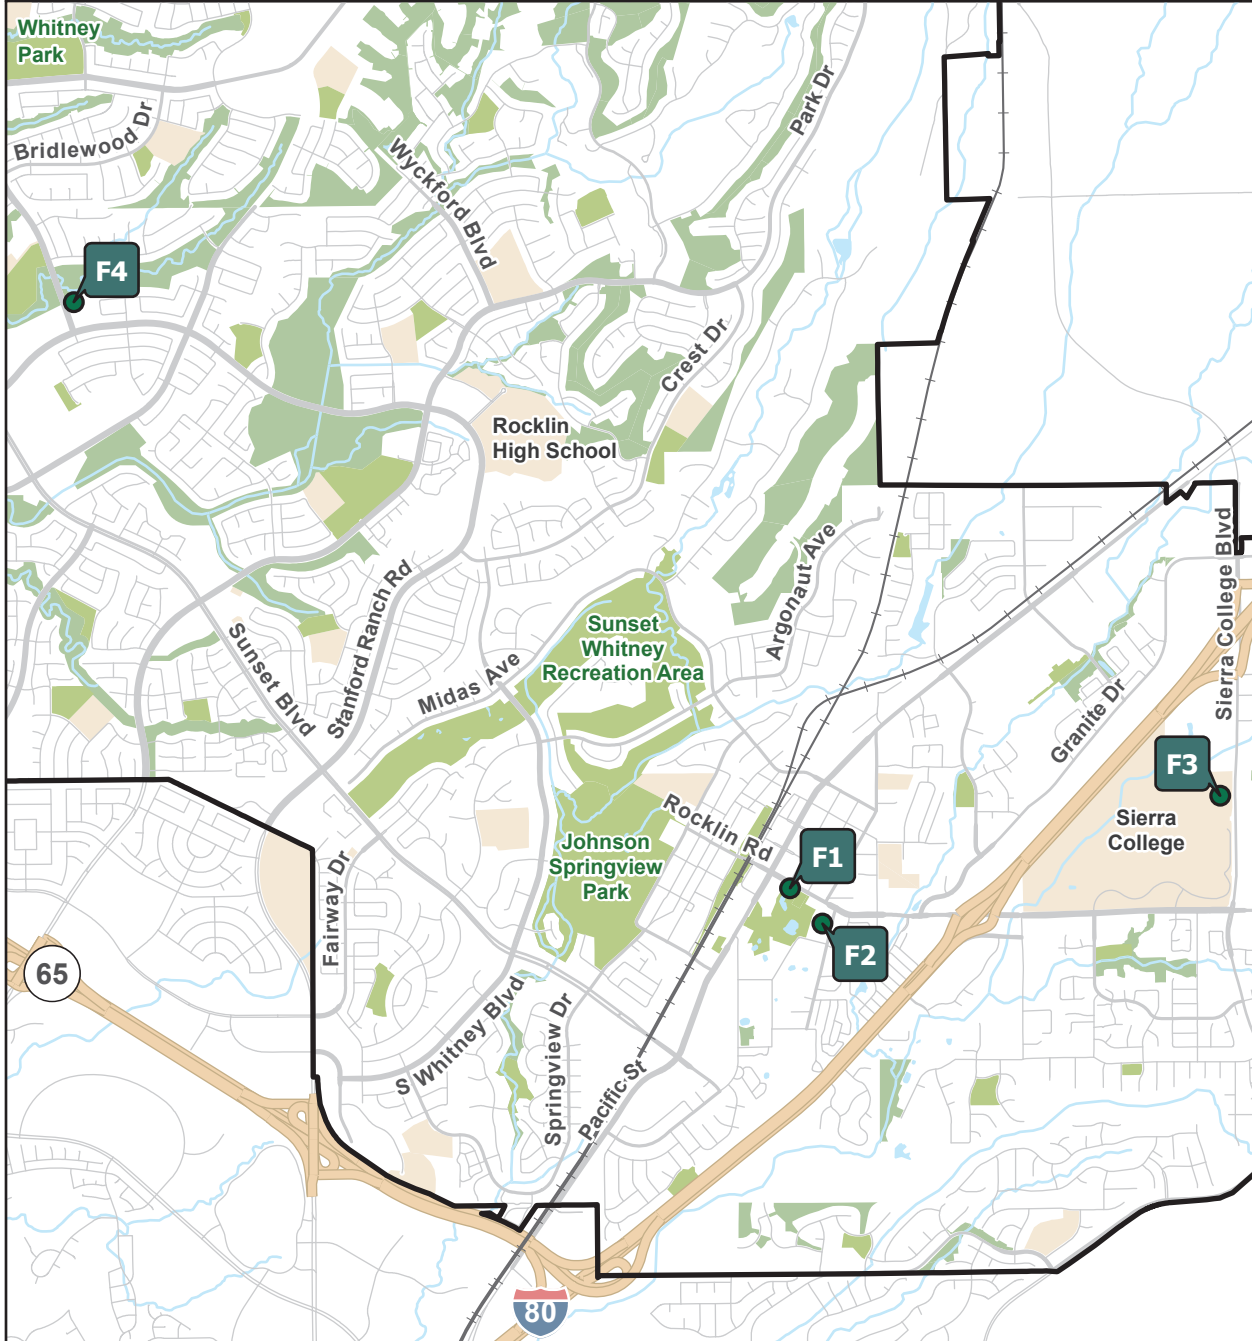 Whitney
Park
Bridlewood Dr
Park Dr
Wyckford Blvd
F4
Crest Dr
Rocklin
High School
Argonaut Ave
Sierra College Blvd
Stanford Ranch Rd
Sunset Blvd
Sunset
Whitney
Recreation Area
Midas Ave
Granite Dr
F3
Rocklin Rd
Sierra
College
Johnson
Springview
Park
F1
Fairway Dr
F2
65
S Whitney Blvd
Springview Dr
Pacific St
80